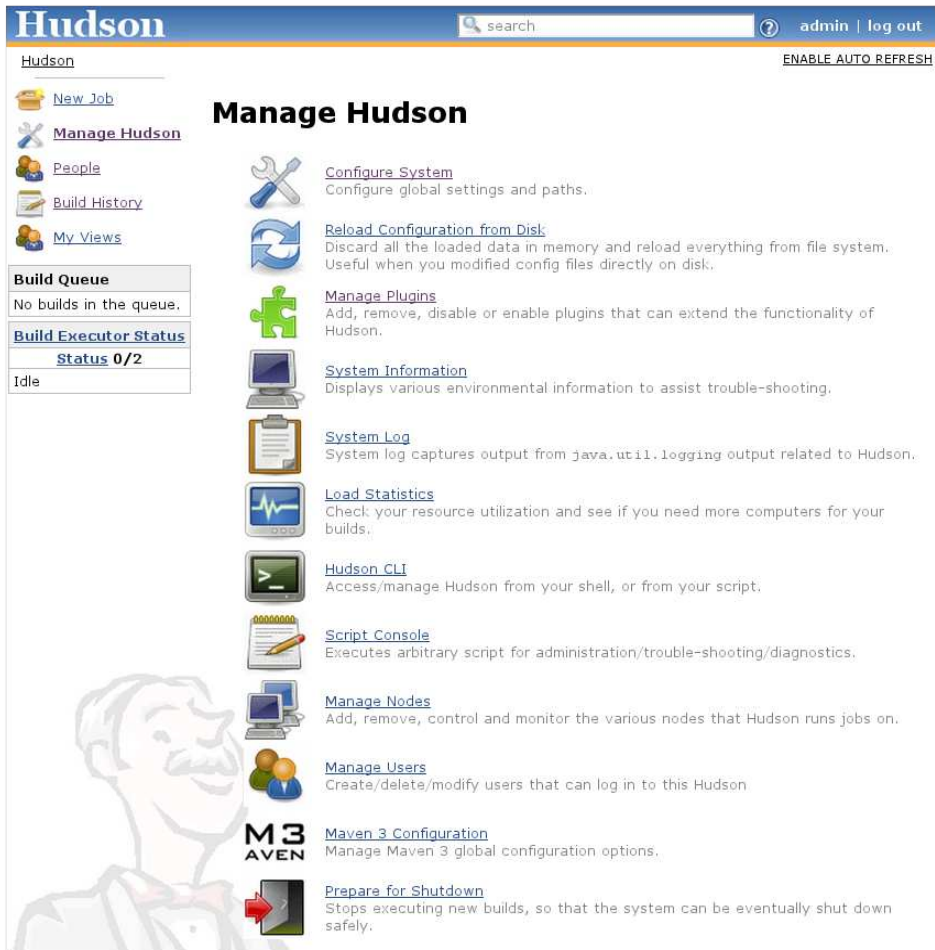 Hudson
search
? admin | log out
Hudson
ENABLE AUTO REFRESH
New Job
Manage Hudson
People
Build History
My Views
Build Queue
No builds in the queue.
Build Executor Status
Status 0/2
Idle
Manage Hudson
Configure System
Configure global settings and paths.
Reload Configuration from Disk
Discard all the loaded data in memory and reload everything from file system.
Useful when you modified config files directly on disk.
Manage Plugins
Add, remove, disable or enable plugins that can extend the functionality of
Hudson.
System Information
Displays various environmental information to assist trouble-shooting.
System Log
System log captures output from java.util.logging output related to Hudson.
Load Statistics
Check your resource utilization and see if you need more computers for your
builds.
>_
Hudson CLI
Access/manage Hudson from your shell, or from your script.
Script Console
Executes arbitrary script for administration/trouble-shooting/diagnostics.
Manage Nodes
Add, remove, control and monitor the various nodes that Hudson runs jobs on.
Manage Users
Create/delete/modify users that can log in to this Hudson
M3
AVEN
Maven 3 Configuration
Manage Maven 3 global configuration options.
Prepare for Shutdown
Stops executing new builds, so that the system can be eventually shut down
safely.